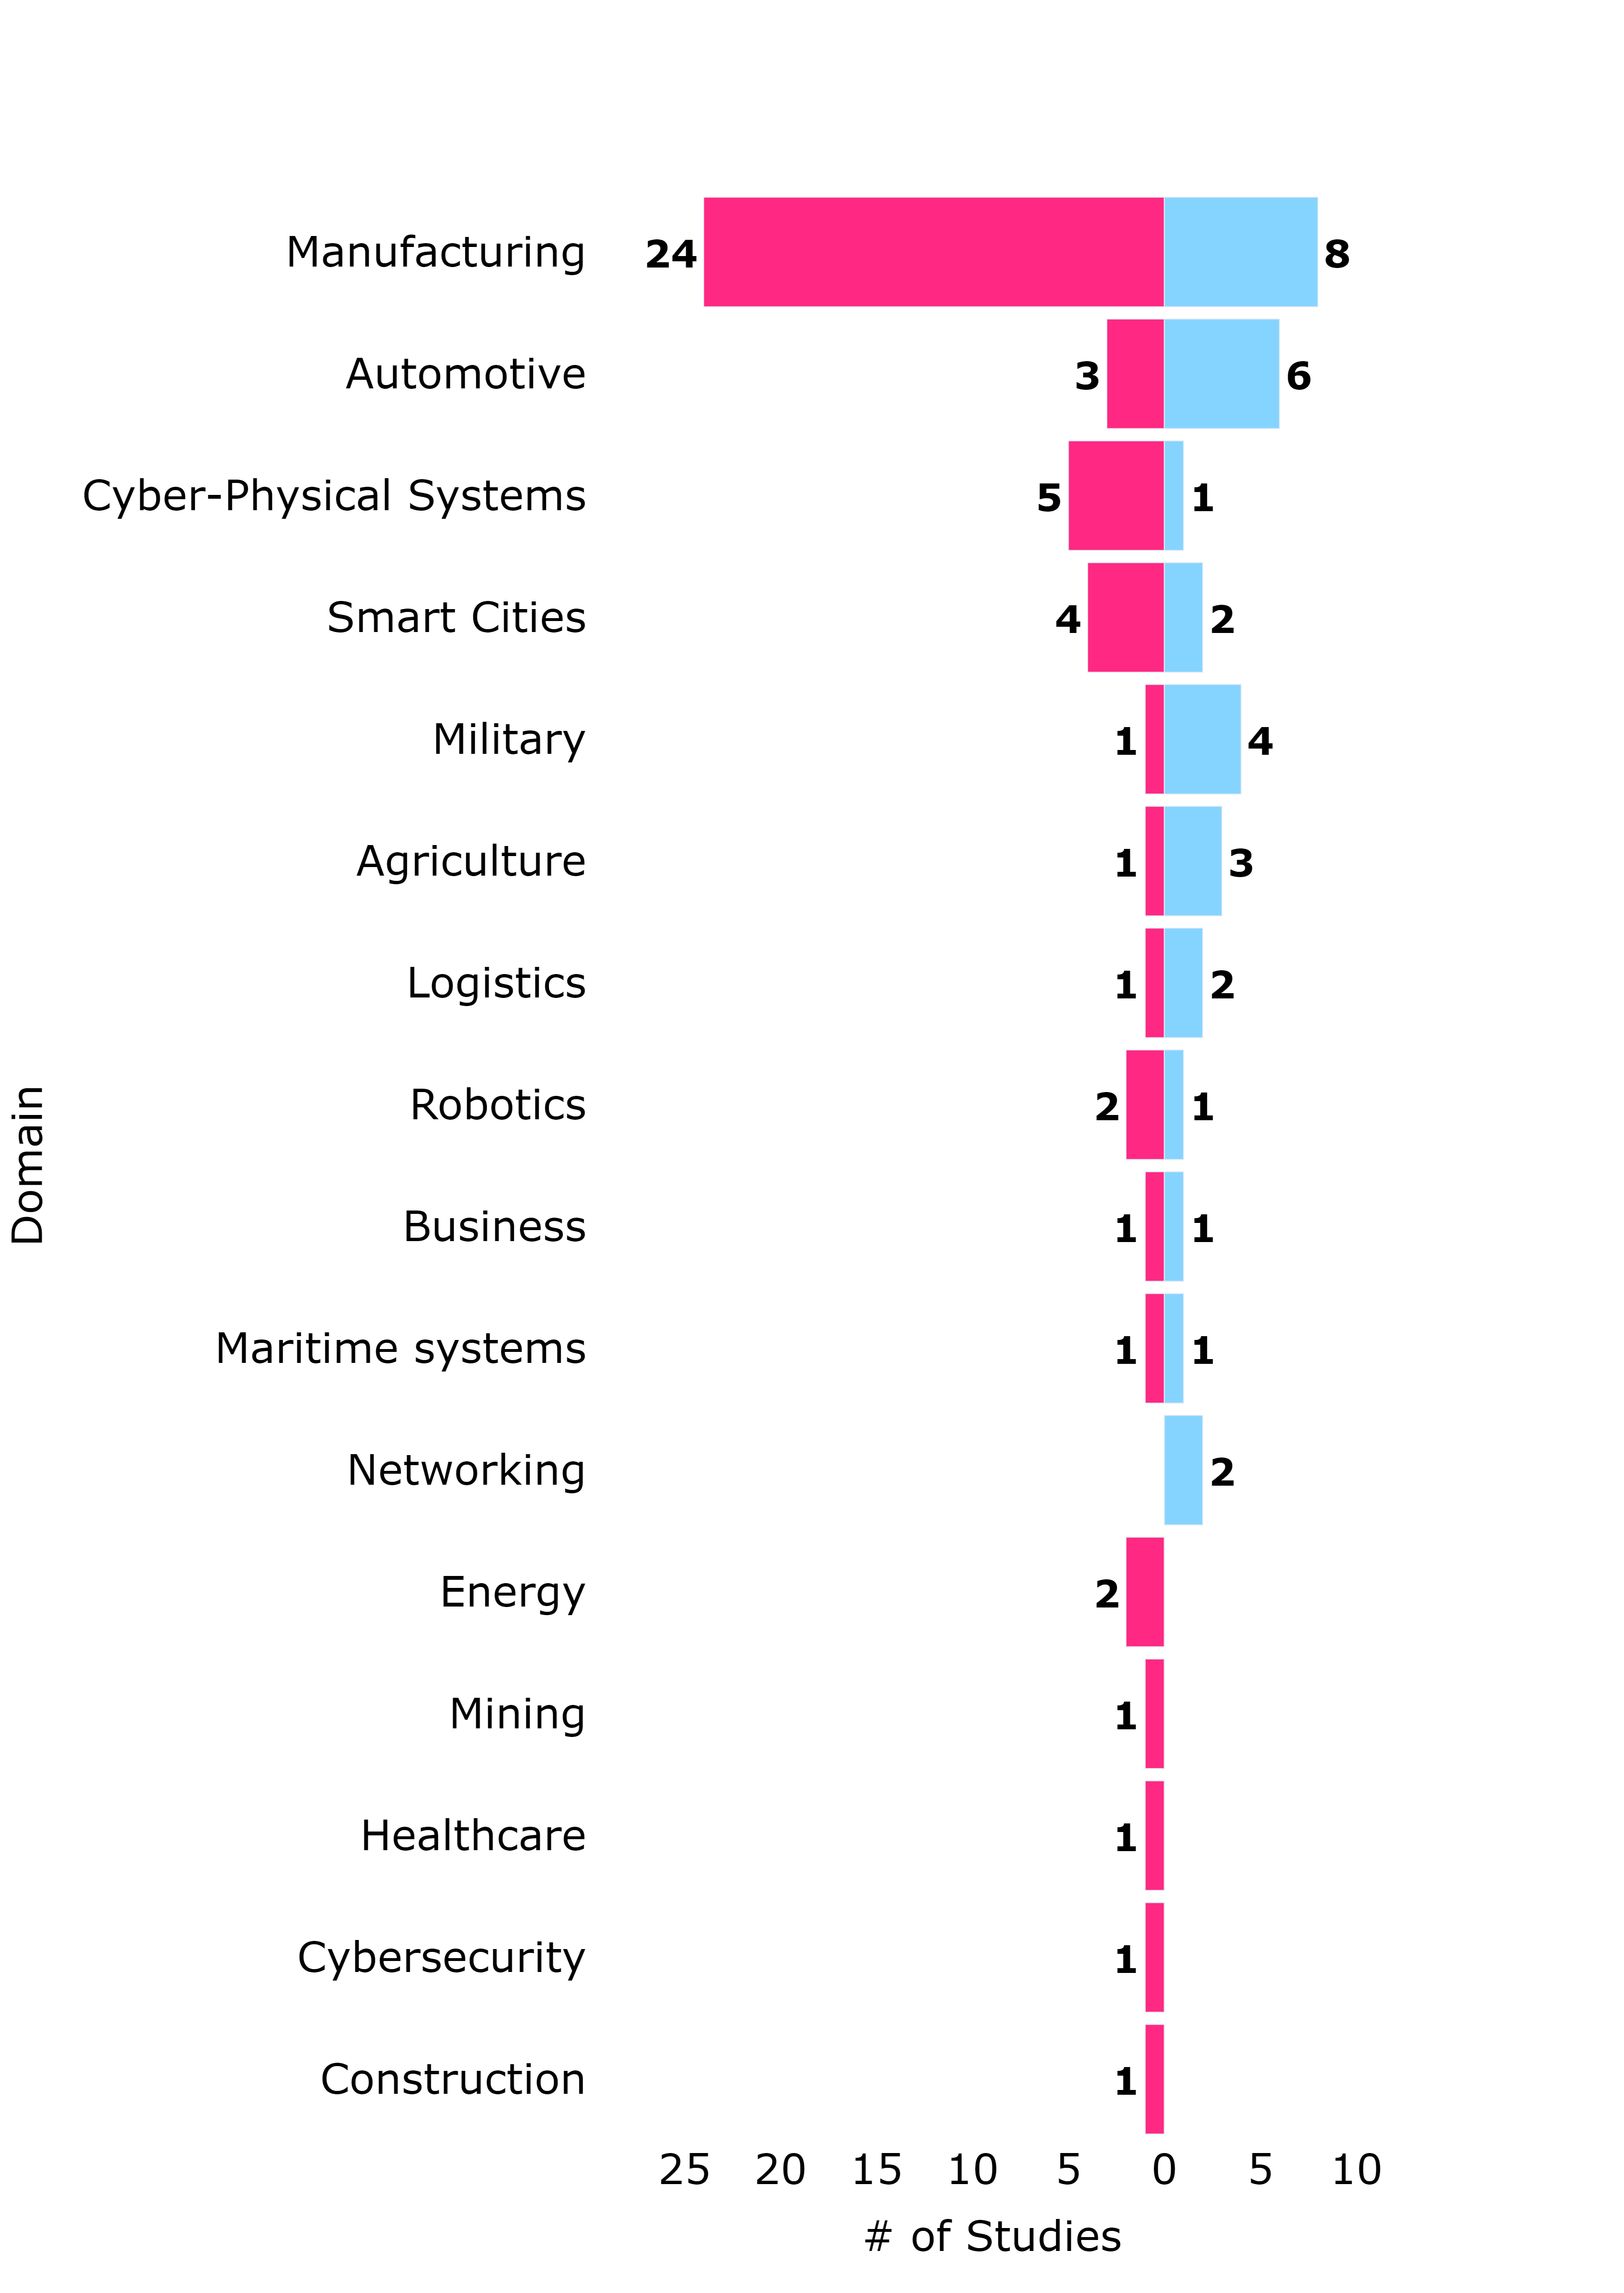 Manufacturing 24 8
Automotive 3 6
Cyber-Physical Systems 5 1
Smart Cities 4 2
Military 1 4
Agriculture 1 3
Logistics 1 2
Robotics 2 1
Business 1 1
Maritime systems 1 1
Networking 2
Energy 2
Mining 1
Healthcare 1
Cybersecurity 1
Construction 1
25 20 15 10 5 0 5 10
# of Studies
Domain